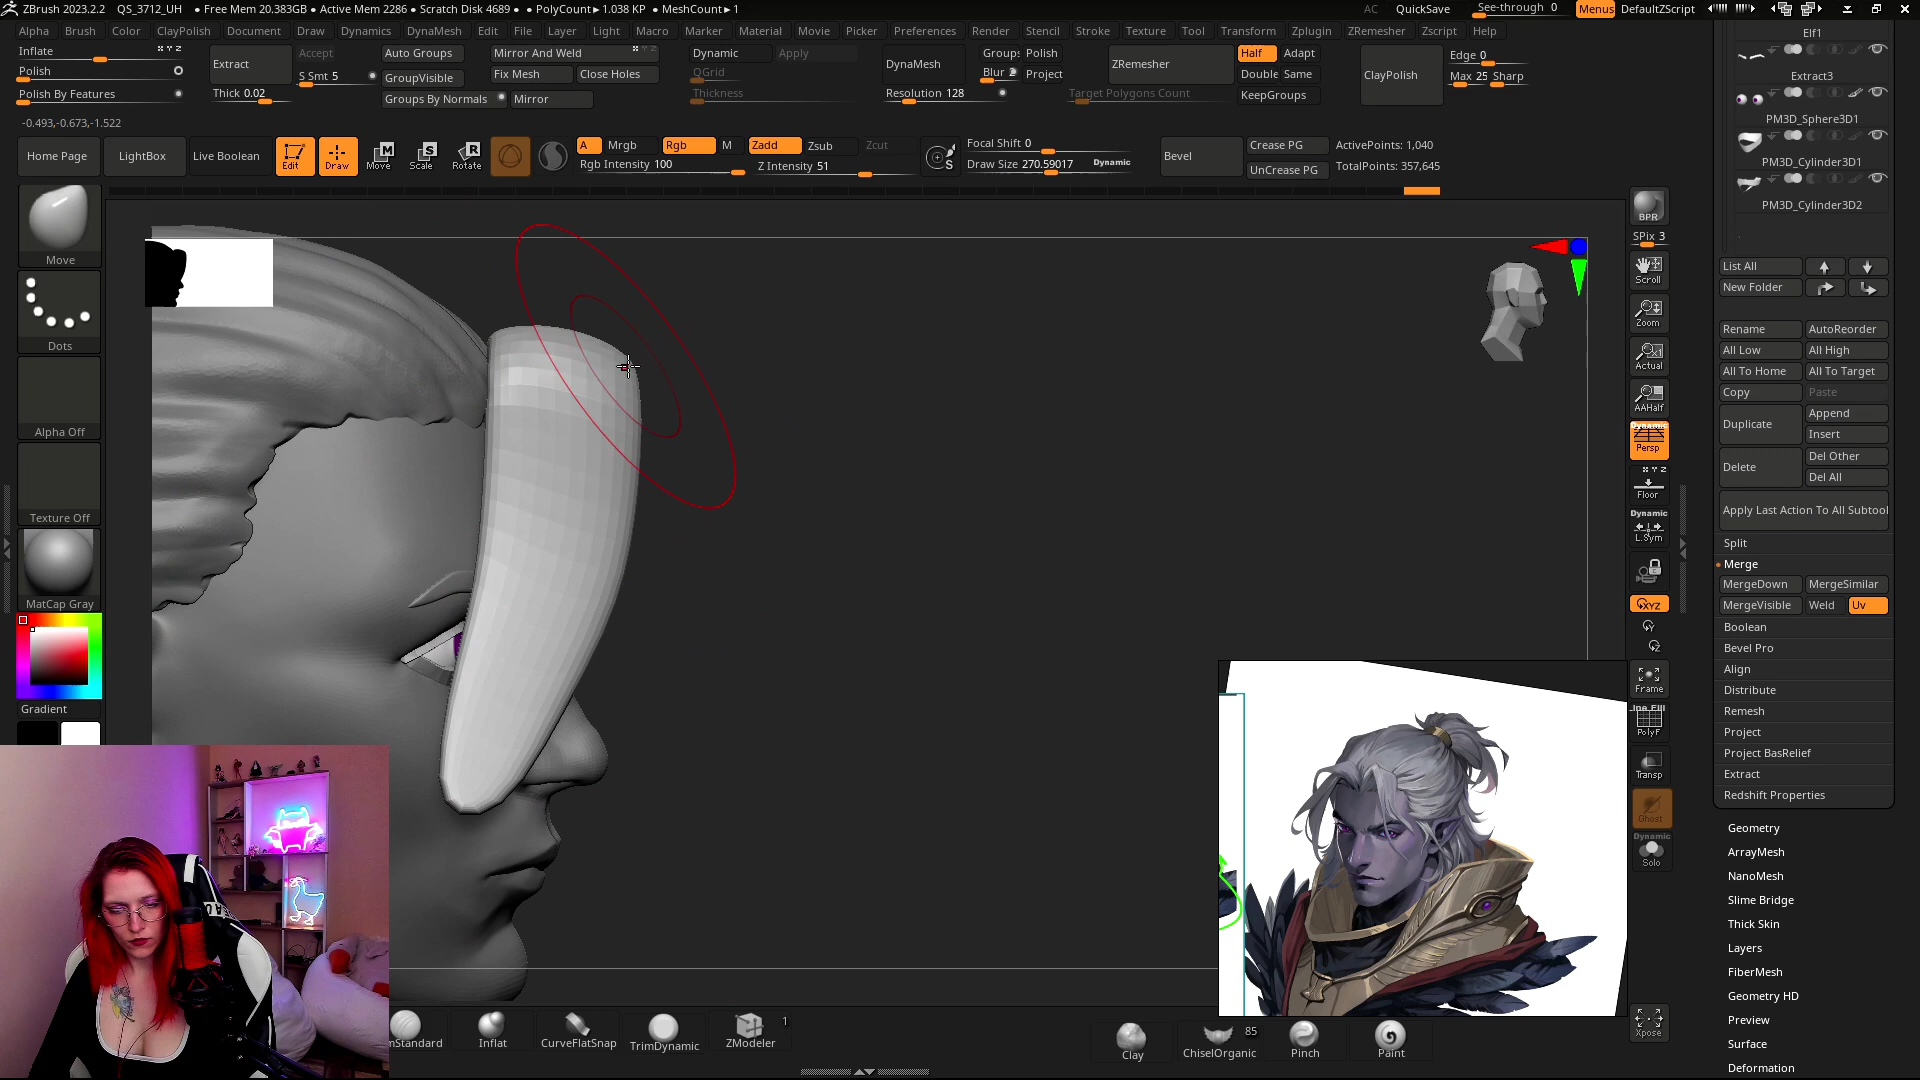 ZBrush 2023.2.2 QS_3712_UH • Free Mem 20.383GB • Active Mem 2286 • Scratch Disk 4689 • PolyCount▸ 1.038 KP • MeshCount▸ 1 AC QuickSave See-through 0 Menus DefaultZScript
Alpha Brush Color ClayPolish Document Draw Dynamics DynaMesh Edit File Layer Light Macro Marker Material Movie Picker Preferences Render Stencil Stroke Texture Tool Transform Zplugin ZRemesher Zscript Help
Inflate
Polish
Polish By Features
Extract Accept
S Smt 5
Thick 0.02
Auto Groups
GroupVisible
Groups By Normals
Mirror And Weld
Fix Mesh Close Holes
Mirror
Dynamic Apply
QGrid
Thickness
DynaMesh Groups Polish
Blur 2 Project
Resolution 128
ZRemesher Half Adapt
Double Same
Target Polygons Count KeepGroups
ClayPolish Edge 0
Max 25 Sharp
-0.493,-0.673,-1.522
Home Page LightBox Live Boolean Edit Draw Move Scale Rotate
A Mrgb Rgb M Zadd Zsub Zcut
Rgb Intensity 100 Z Intensity 51
Focal Shift 0
Draw Size 270.59017 Dynamic
Bevel Crease PG
UnCrease PG
ActivePoints: 1,040
TotalPoints: 357,645
Move
Dots
Alpha Off
Texture Off
MatCap Gray
Gradient
BPR
SPix 3
Scroll
Zoom
Actual
AAHalf
Dynamic
Persp
Floor
Dynamic
L.Sym
XYZ
Frame
Line Fill
PolyF
Transp
Ghost
Dynamic
Solo
Xpose
Elf1
Extract3
PM3D_Sphere3D1
PM3D_Cylinder3D1
PM3D_Cylinder3D2
List All
New Folder
Rename AutoReorder
All Low All High
All To Home All To Target
Copy Paste
Duplicate Append
Insert
Delete Del Other
Del All
Apply Last Action To All Subtool
Split
Merge
MergeDown MergeSimilar
MergeVisible Weld Uv
Boolean
Bevel Pro
Align
Distribute
Remesh
Project
Project BasRelief
Extract
Redshift Properties
Geometry
ArrayMesh
NanoMesh
Slime Bridge
Thick Skin
Layers
FiberMesh
Geometry HD
Preview
Surface
Deformation
mStandard Inflat CurveFlatSnap TrimDynamic ZModeler 1
Clay ChiselOrganic 85 Pinch Paint